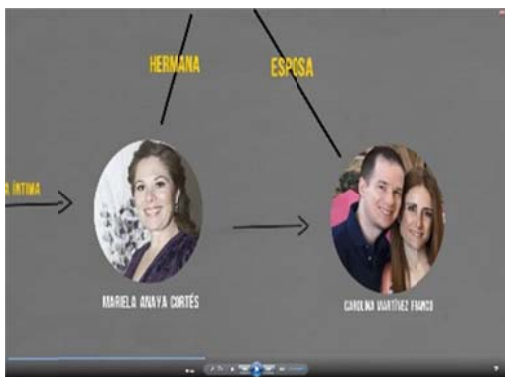 HERMANA
ESPOSA
A ÍNTIMA
MARIELA ANAYA CORTÉS
CAROLINA MARTÍNEZ FRANCO